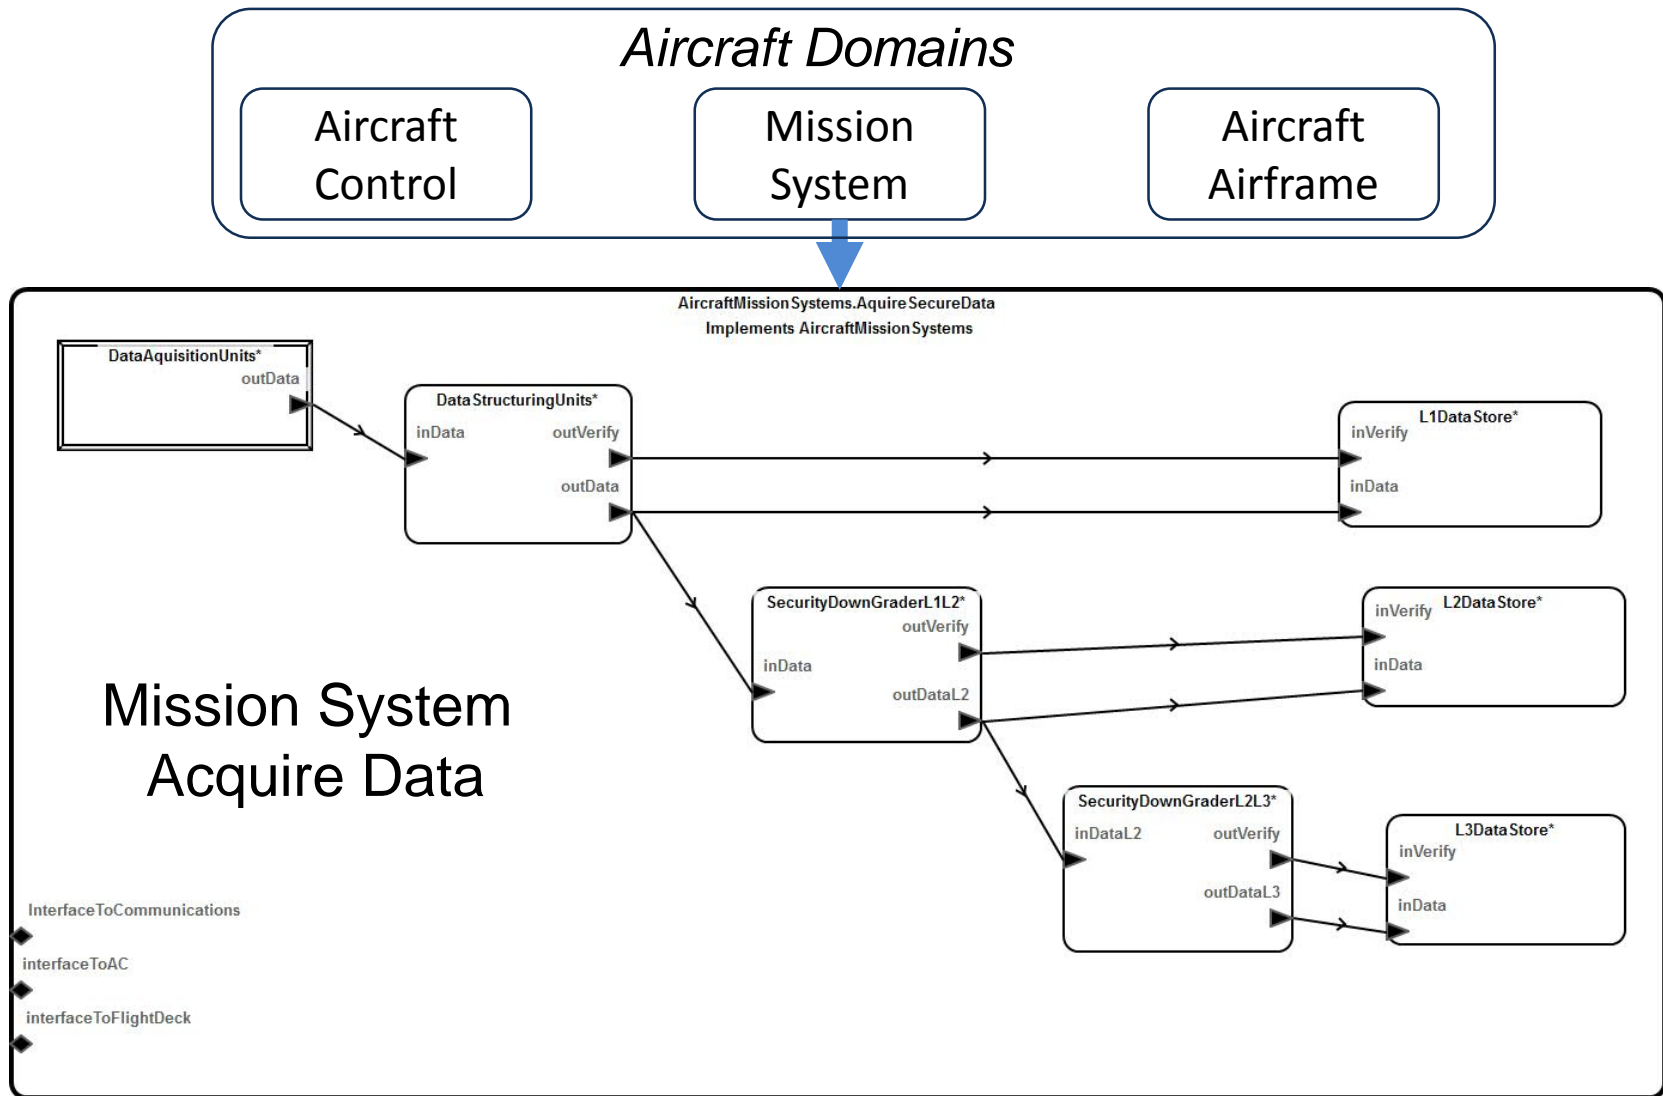 Aircraft Domains
Aircraft
Control
Mission
System
Aircraft
Airframe
AircraftMissionSystems.AquireSecureData
Implements AircraftMissionSystems
DataAquisitionUnits*
outData
DataStructuringUnits*
inData
outVerify
outData
L1DataStore*
inVerify
inData
SecurityDownGraderL1L2*
outVerify
inData
outDataL2
L2DataStore*
inVerify
inData
Mission System
Acquire Data
SecurityDownGraderL2L3*
inDataL2
outVerify
outDataL3
L3DataStore*
inVerify
inData
InterfaceToCommunications
interfaceToAC
interfaceToFlightDeck